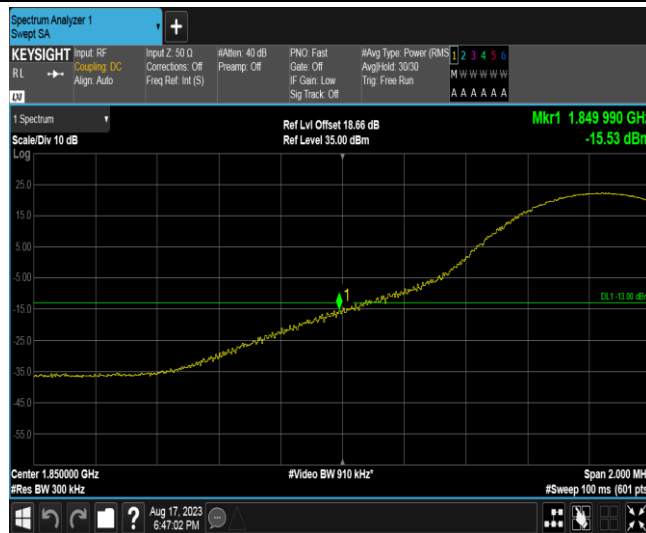 Spectrum Analyzer 1
Swept SA
+
KEYSIGHT
RL
Input: RF
Coupling: DC
Align: Auto
Input Z: 50 Ω
Corrections: Off
Freq Ref: Int (S)
#Atten: 40 dB
Preamp: Off
PNO: Fast
Gate: Off
IF Gain: Low
Sig Track: Off
#Avg Type: Power (RMS
Avg|Hold: 30/30
Trig: Free Run
1 2 3 4 5 6
M W W W W W
A A A A A A
1 Spectrum
Scale/Div 10 dB
Log
Ref Lvl Offset 18.66 dB
Ref Level 35.00 dBm
Mkr1 1.849 990 GHz
-15.53 dBm
25.0
15.0
5.00
-5.00
-15.0
-25.0
-35.0
-45.0
-55.0
1
DL1 -13.00 dBm
Center 1.850000 GHz
#Res BW 300 kHz
#Video BW 910 kHz*
Span 2.000 MH
#Sweep 100 ms (601 pts
?
Aug 17, 2023
6:47:02 PM